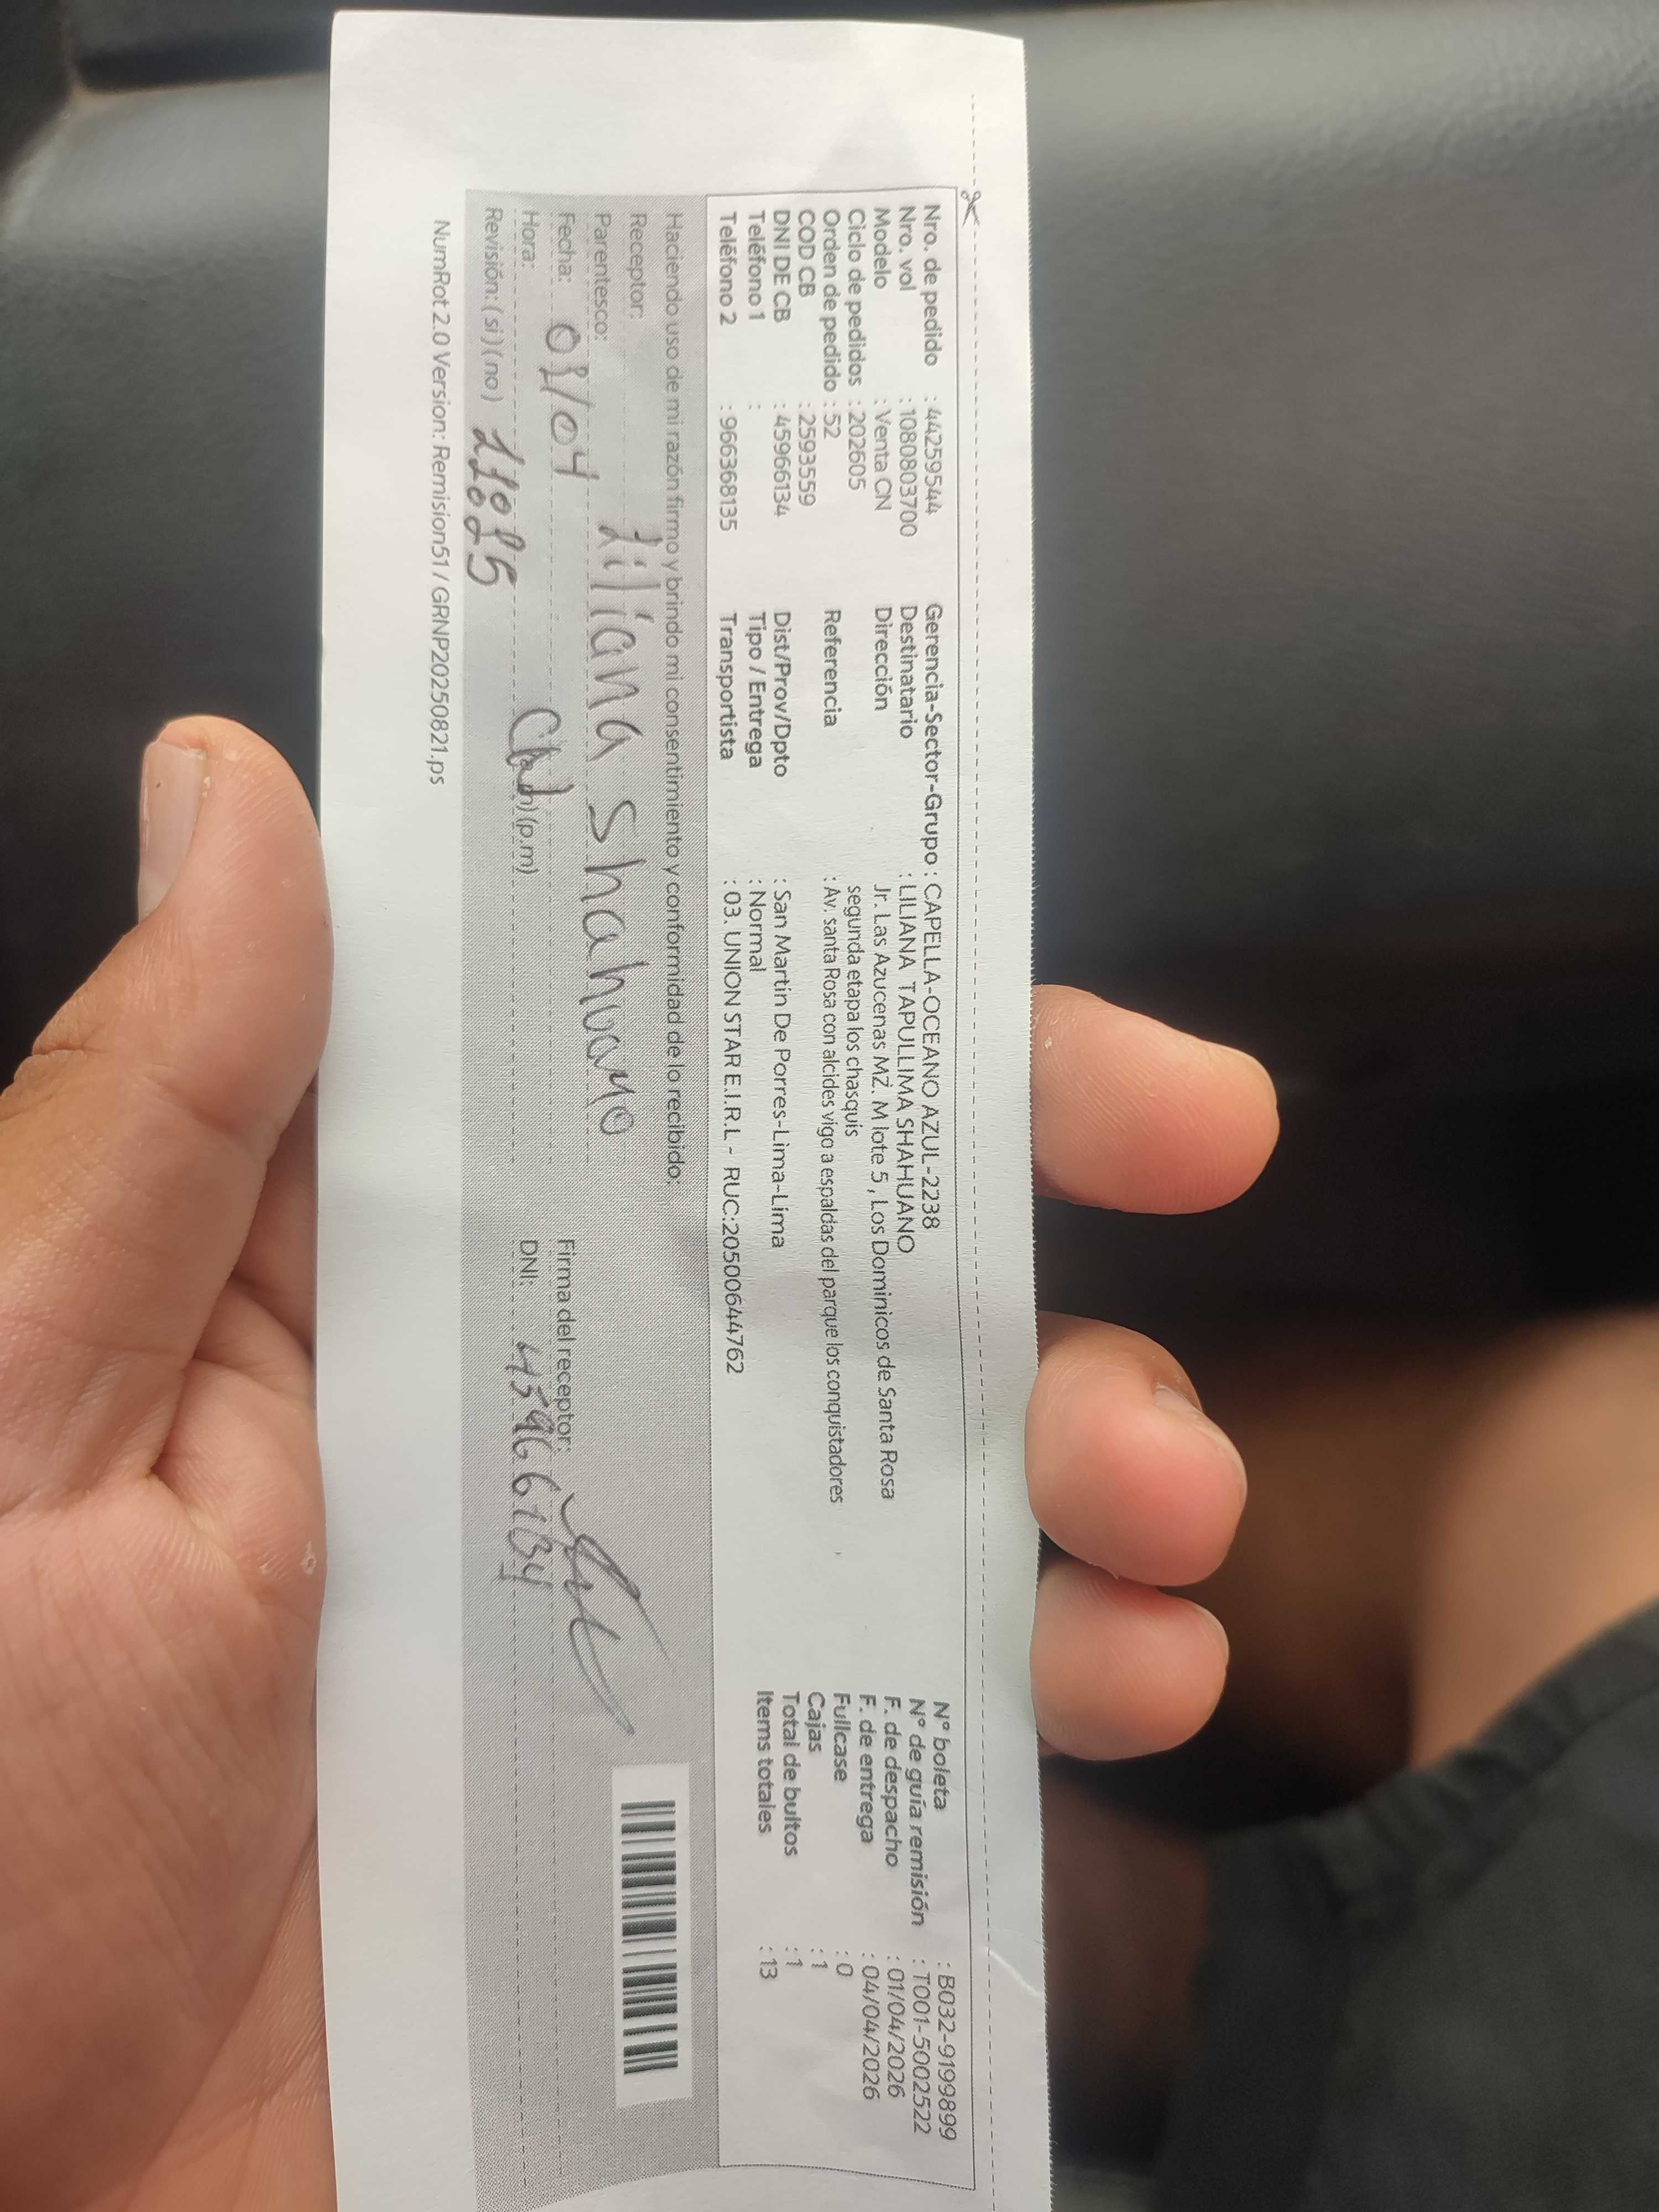 Nro. de pedido : 44259544
Nro. vol : 1080803700
Modelo : Venta CN
Ciclo de pedidos : 202605
Orden de pedido : 52
COD CB : 2593559
DNI DE CB : 45966134
Teléfono 1 :
Teléfono 2 : 966368135
Gerencia-Sector-Grupo : CAPELLA-OCEANO AZUL-2238
Destinatario : LILIANA TAPULLIMA SHAHUANO
Dirección Jr. Las Azucenas MZ. M lote 5 , Los Dominicos de Santa Rosa
segunda etapa los chasquis
Referencia : Av. santa Rosa con alcides vigo a espaldas del parque los conquistadores
Dist/Prov/Dpto : San Martin De Porres-Lima-Lima
Tipo / Entrega : Normal
Transportista : 03. UNION STAR E.I.R.L - RUC:20500644762
N° boleta : B032-9199899
N° de guía remisión : T001-5002522
F. de despacho : 01/04/2026
F. de entrega : 04/04/2026
Fullcase : 0
Cajas : 1
Total de bultos : 1
Items totales : 13
Haciendo uso de mi razón firmo y brindo mi consentimiento y conformidad de lo recibido:
Receptor: Liliana Shahuano
Parentesco:
Fecha: /04
Firma del receptor:
Hora: (p.m)
DNI: 45966134
Revisión: (si) (no)
NumRot 2.0 Version: Remision51 / GRNP20250821.ps